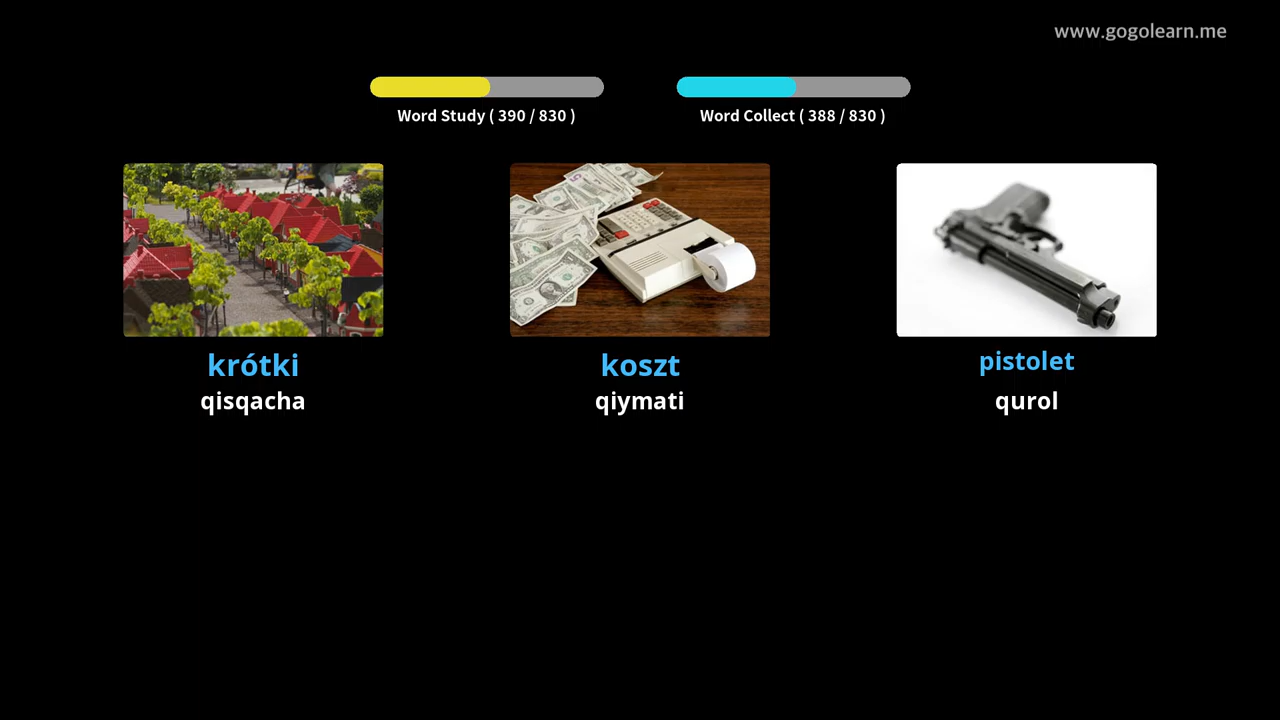 www.gogolearn.me
Word Study ( 390 / 830 )
Word Collect ( 388 / 830 )
krótki
qisqacha
koszt
qiymati
pistolet
qurol